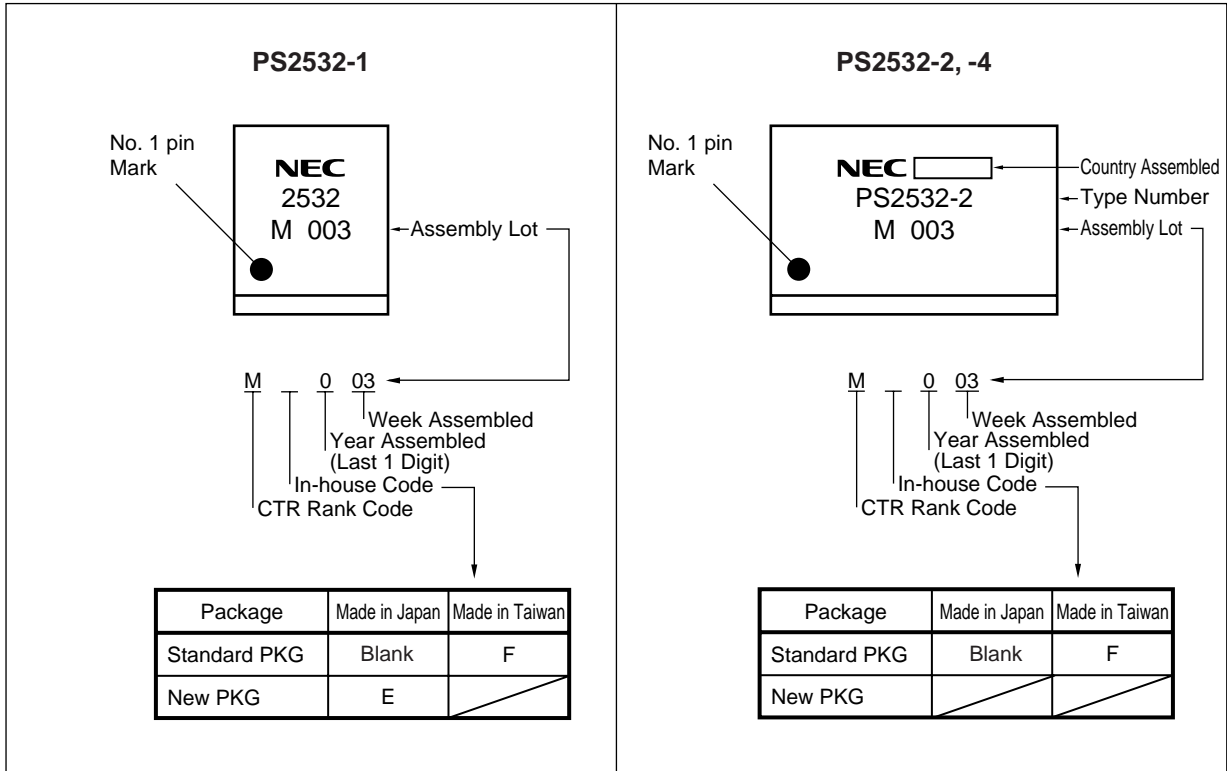 PS2532-1
No. 1 pin
Mark
NEC
2532
M 003
Assembly Lot
M 0 03
Week Assembled
Year Assembled
(Last 1 Digit)
In-house Code
CTR Rank Code
Package Made in Japan Made in Taiwan
Standard PKG Blank F
New PKG E
PS2532-2, -4
No. 1 pin
Mark
NEC
Country Assembled
PS2532-2
Type Number
M 003
Assembly Lot
M 0 03
Week Assembled
Year Assembled
(Last 1 Digit)
In-house Code
CTR Rank Code
Package Made in Japan Made in Taiwan
Standard PKG Blank F
New PKG